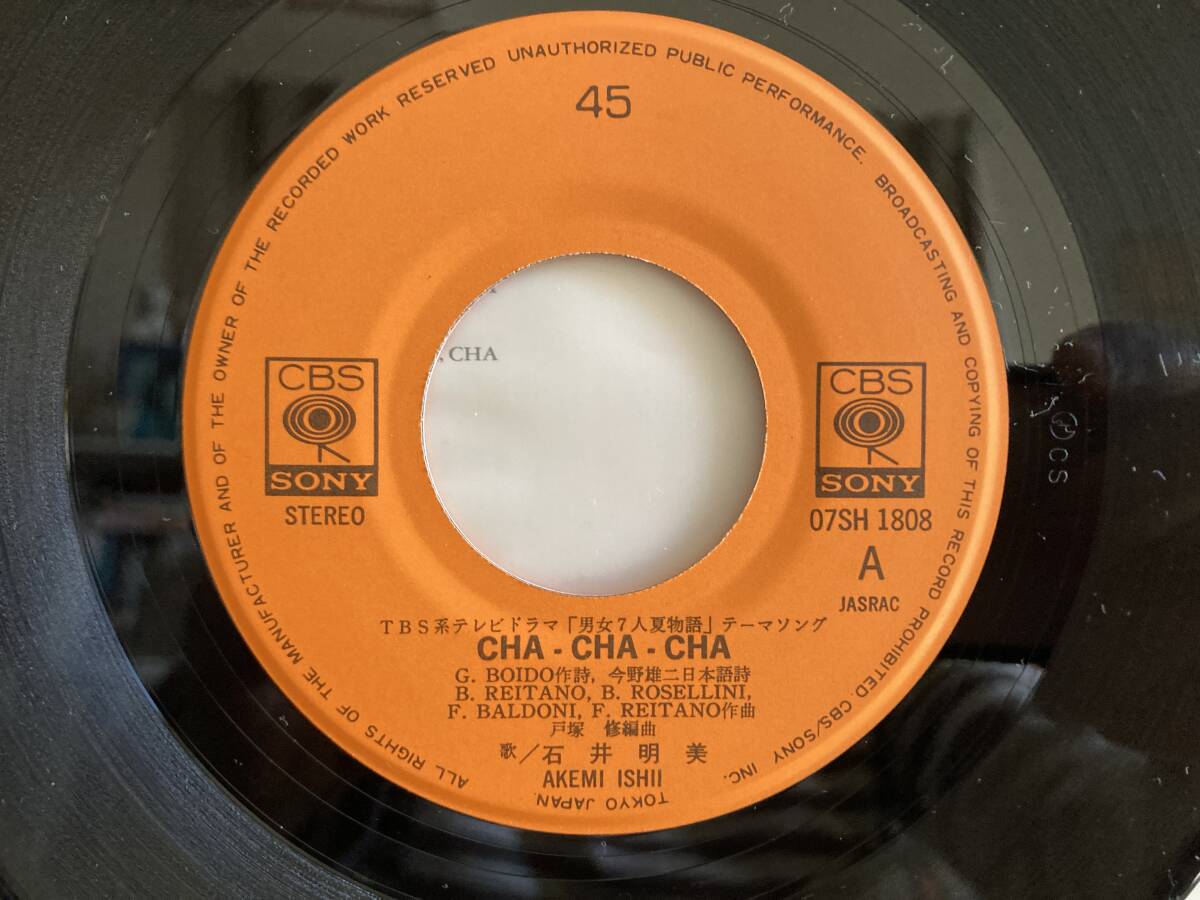 ALL RIGHTS OF THE MANUFACTURER AND OF THE OWNER OF THE RECORDED WORK RESERVED UNAUTHORIZED PUBLIC PERFORMANCE. BROADCASTING AND COPYING OF THIS RECORD PROHIBITED. CBS/SONY INC. TOKYO JAPAN.
45
, CHA
CBS
SONY
STEREO
CBS
SONY
07SH 1808
A
JASRAC
TBS系テレビドラマ「男女7人夏物語」テーマソング
CHA - CHA - CHA
G. BOIDO作詩, 今野雄二日本語詩
B. REITANO, B. ROSELLINI,
F. BALDONI, F. REITANO作曲
戸塚 修編曲
歌/石井明美
AKEMI ISHII
CS